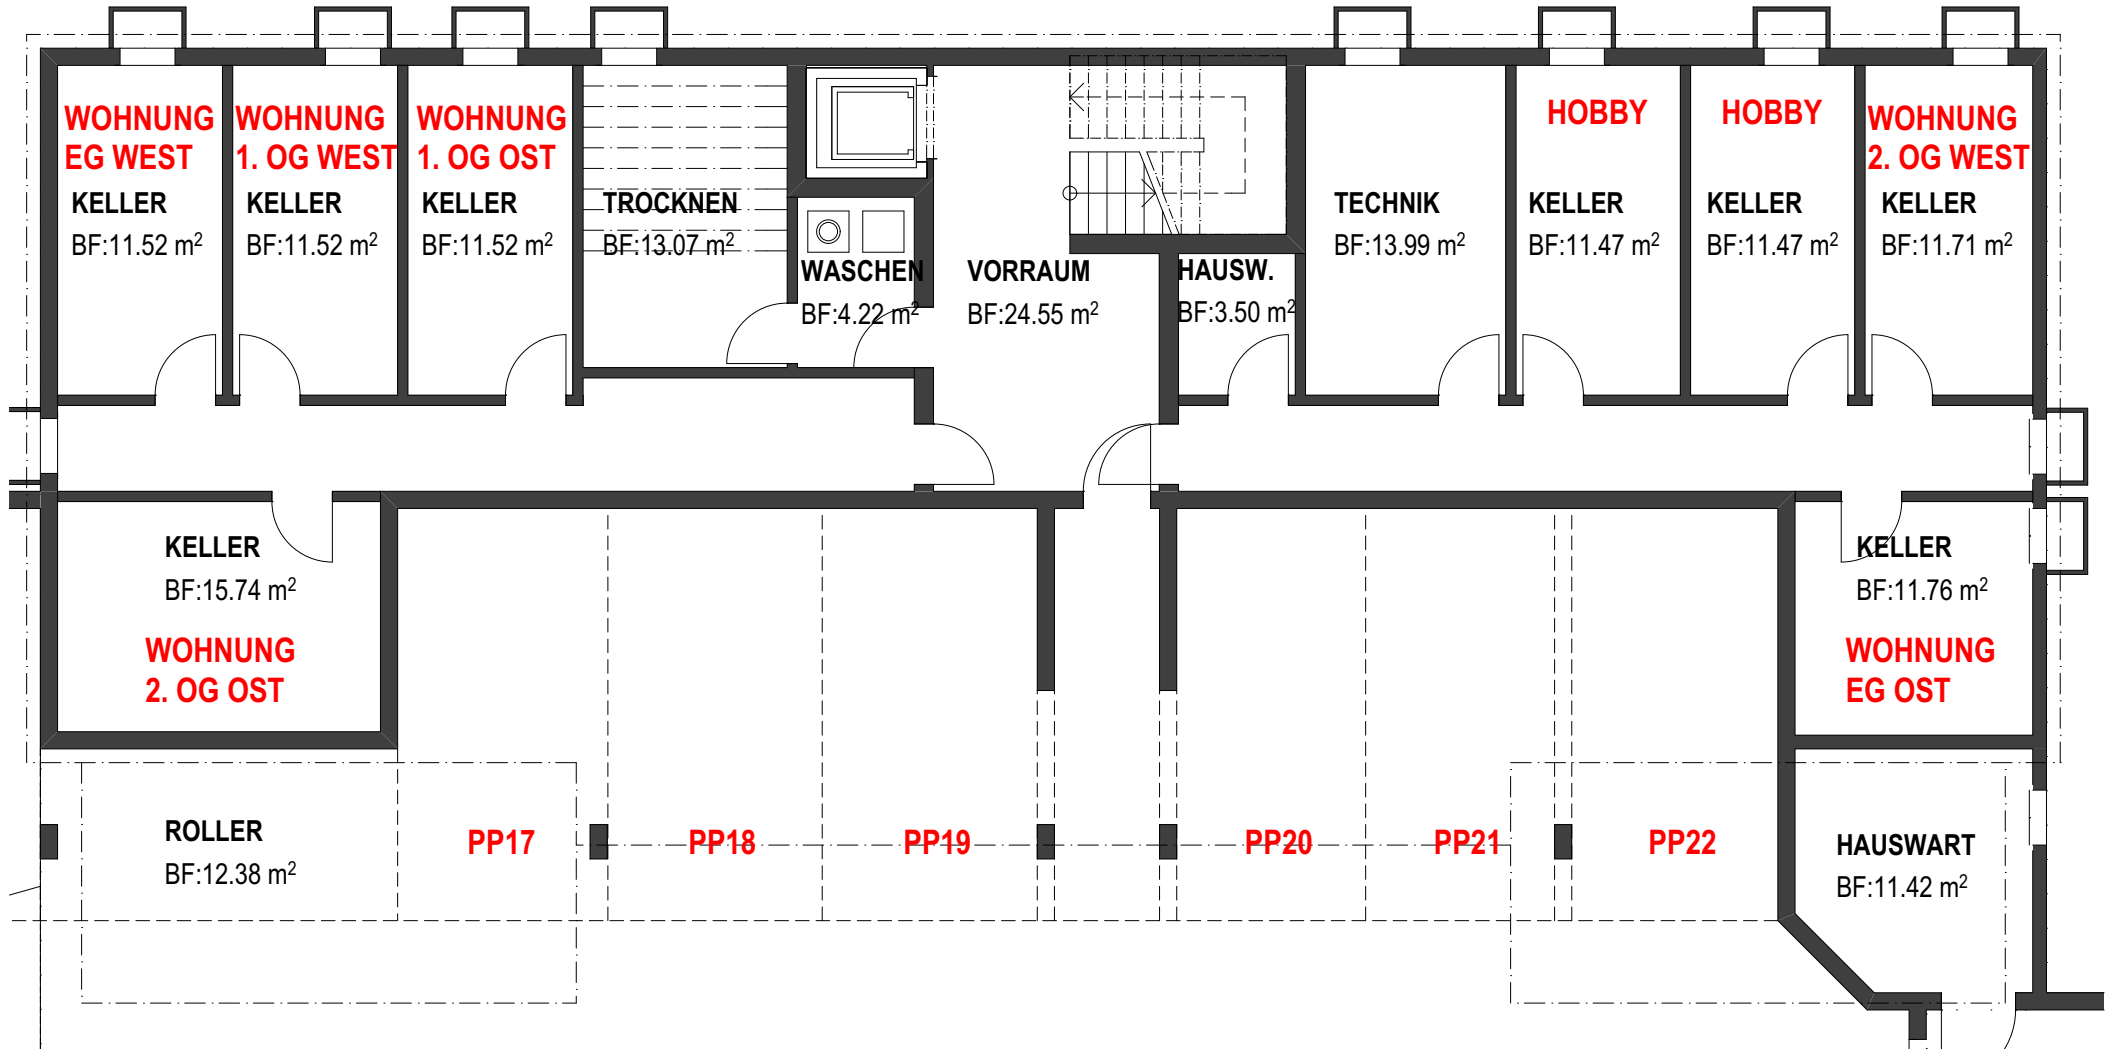 WOHNUNG
EG WEST
KELLER
BF:11.52 m²
WOHNUNG
1. OG WEST
KELLER
BF:11.52 m²
WOHNUNG
1. OG OST
KELLER
BF:11.52 m²
TROCKNEN
BF:13.07 m²
WASCHEN
BF:4.22 m²
VORRAUM
BF:24.55 m²
HAUSW.
BF:3.50 m²
TECHNIK
BF:13.99 m²
HOBBY
KELLER
BF:11.47 m²
HOBBY
KELLER
BF:11.47 m²
WOHNUNG
2. OG WEST
KELLER
BF:11.71 m²
KELLER
BF:15.74 m²
WOHNUNG
2. OG OST
KELLER
BF:11.76 m²
WOHNUNG
EG OST
ROLLER
BF:12.38 m²
PP17
PP18
PP19
PP20
PP21
PP22
HAUSWART
BF:11.42 m²